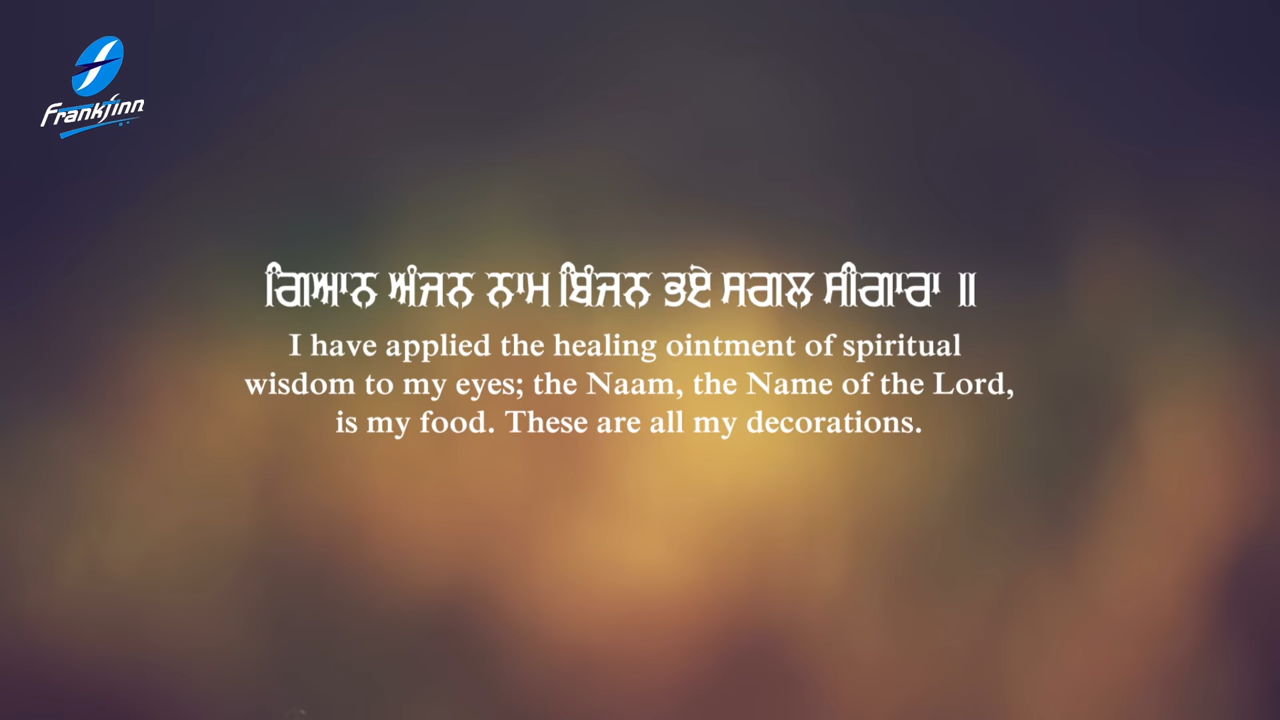 Frankfinn
ਗਿਆਨ ਅੰਜਨ ਨਾਮ ਬਿੰਜਨ ਭਏ ਸਗਲ ਸੀਗਾਰਾ ॥
I have applied the healing ointment of spiritual
wisdom to my eyes; the Naam, the Name of the Lord,
is my food. These are all my decorations.